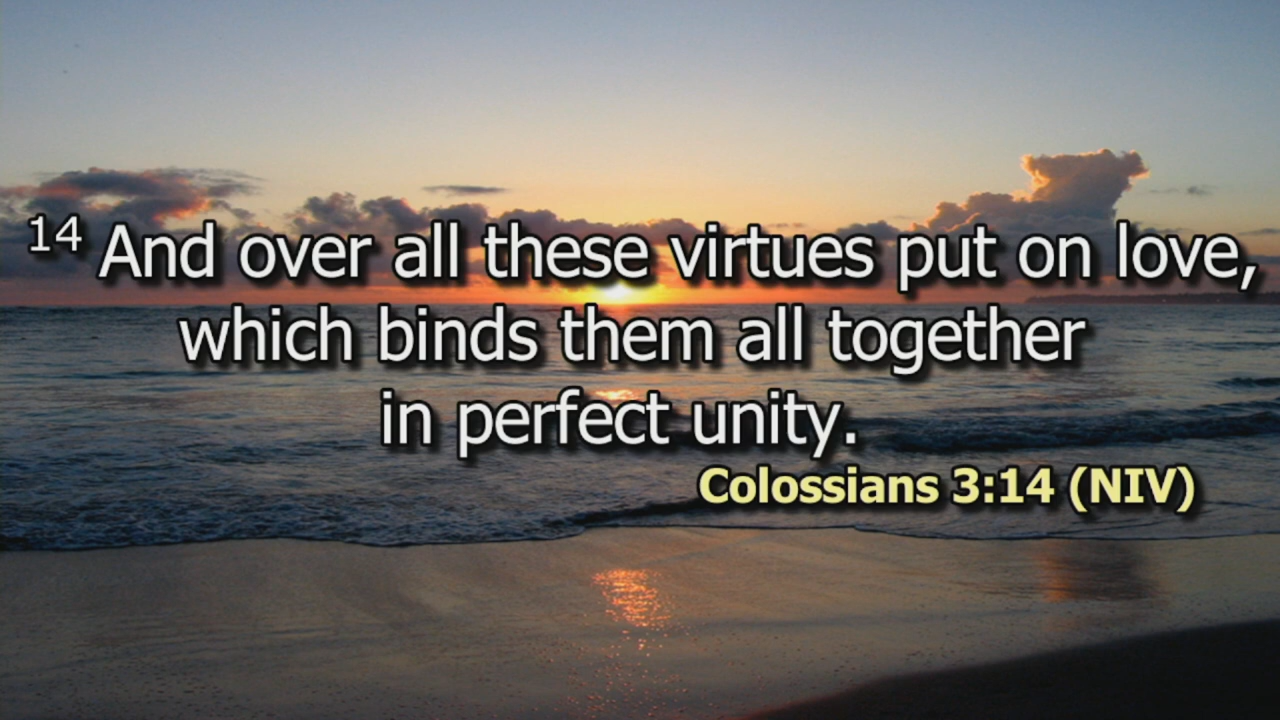 14 And over all these virtues put on love,
which binds them all together
in perfect unity.
Colossians 3:14 (NIV)